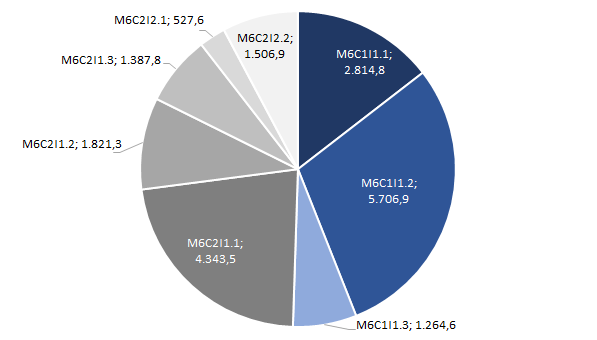 M6C1I1.1;
2.814,8
M6C1I1.2;
5.706,9
M6C1I1.3; 1.264,6
M6C2I1.1;
4.343,5
M6C2I1.2; 1.821,3
M6C2I1.3; 1.387,8
M6C2I2.1; 527,6
M6C2I2.2;
1.506,9